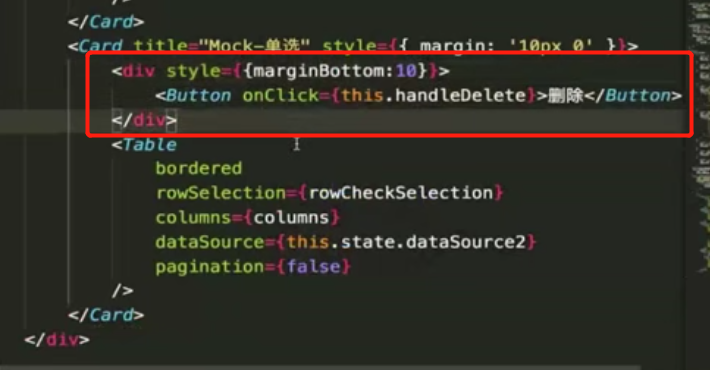 </Card>
<Card title="Mock-单选" style={{ margin: '10px 0' }}>
<div style={{marginBottom:10}}>
<Button onClick={this.handleDelete}>删除</Button>
</div>
<Table
bordered
rowSelection={rowCheckSelection}
columns={columns}
dataSource={this.state.dataSource2}
pagination={false}
/>
</Card>
</div>